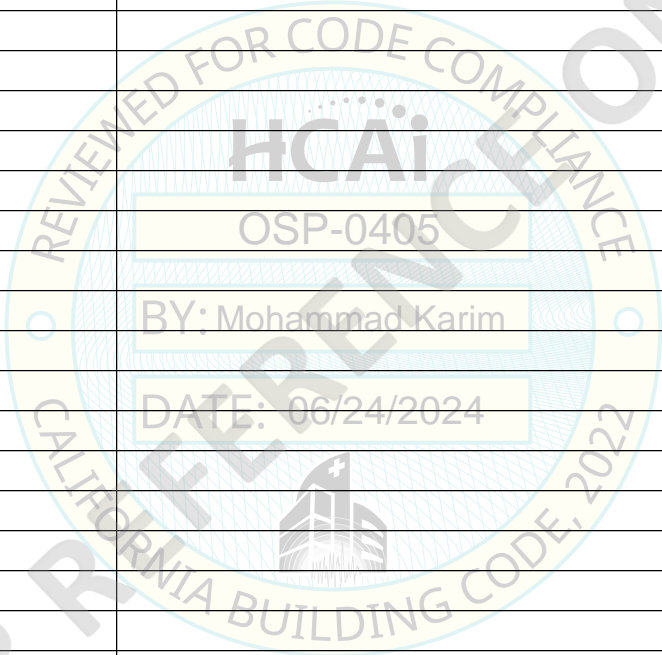 REVIEWED FOR CODE COMPLIANCE
HCAi
OSP-0405
BY: Mohammad Karim
DATE: 06/24/2024
CALIFORNIA BUILDING CODE, 2022
REFERENCE